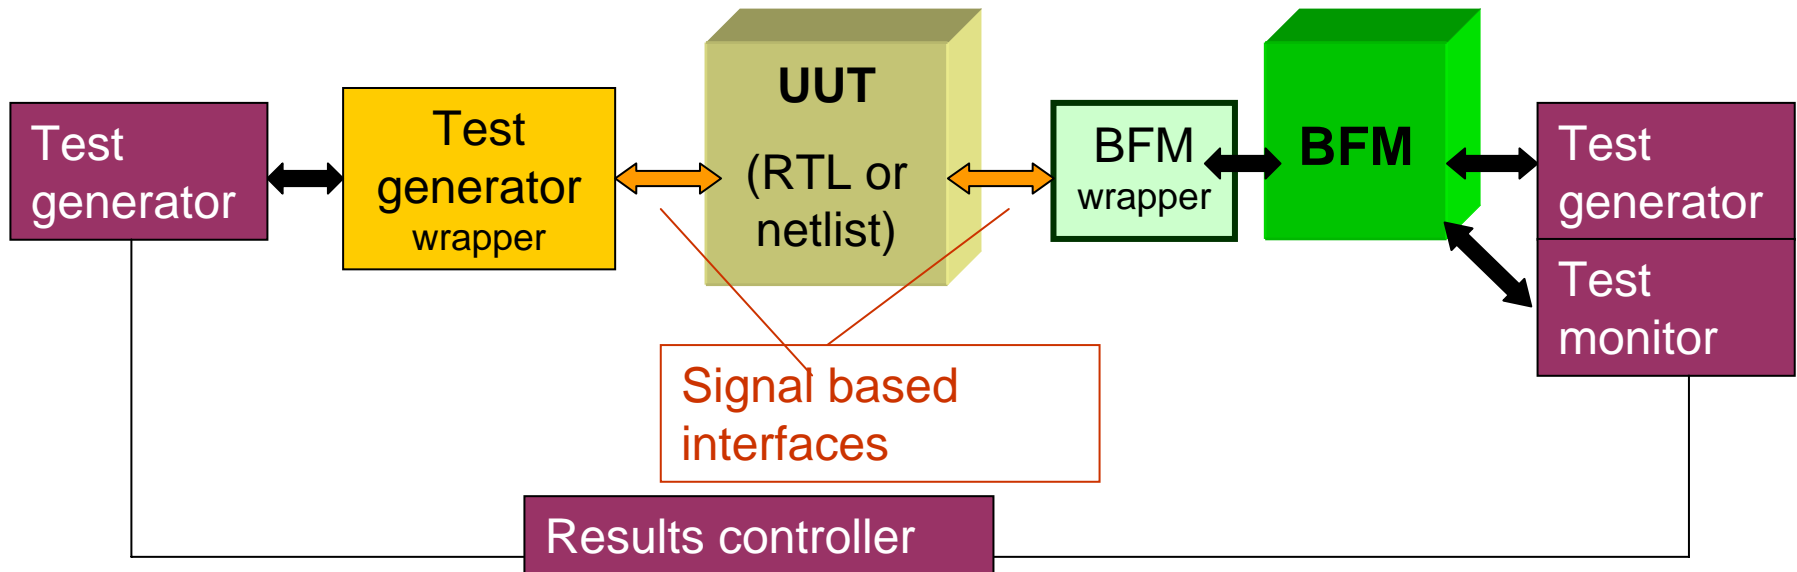 Test
generator
Test
generator
wrapper
UUT
(RTL or
netlist)
BFM
wrapper
BFM
Test
generator
Test
monitor
Signal based
interfaces
Results controller